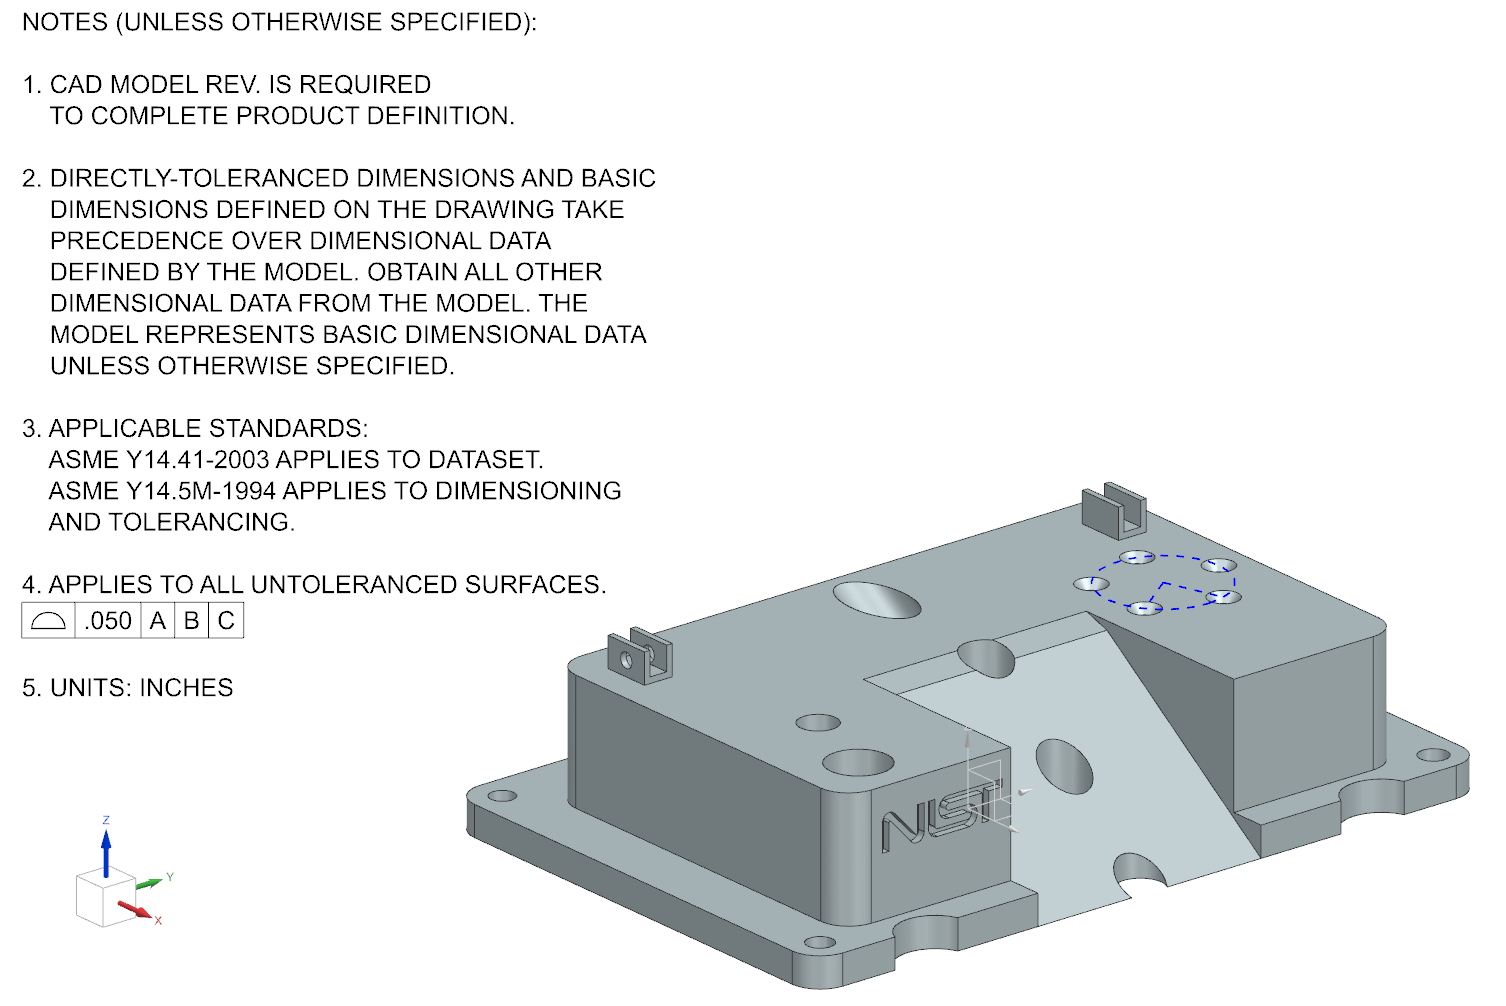 NOTES (UNLESS OTHERWISE SPECIFIED):
1. CAD MODEL REV. IS REQUIRED
TO COMPLETE PRODUCT DEFINITION.
2. DIRECTLY-TOLERANCED DIMENSIONS AND BASIC
DIMENSIONS DEFINED ON THE DRAWING TAKE
PRECEDENCE OVER DIMENSIONAL DATA
DEFINED BY THE MODEL. OBTAIN ALL OTHER
DIMENSIONAL DATA FROM THE MODEL. THE
MODEL REPRESENTS BASIC DIMENSIONAL DATA
UNLESS OTHERWISE SPECIFIED.
3. APPLICABLE STANDARDS:
ASME Y14.41-2003 APPLIES TO DATASET.
ASME Y14.5M-1994 APPLIES TO DIMENSIONING
AND TOLERANCING.
4. APPLIES TO ALL UNTOLERANCED SURFACES.
.050 A B C
5. UNITS: INCHES
NIST
Z
Y
X